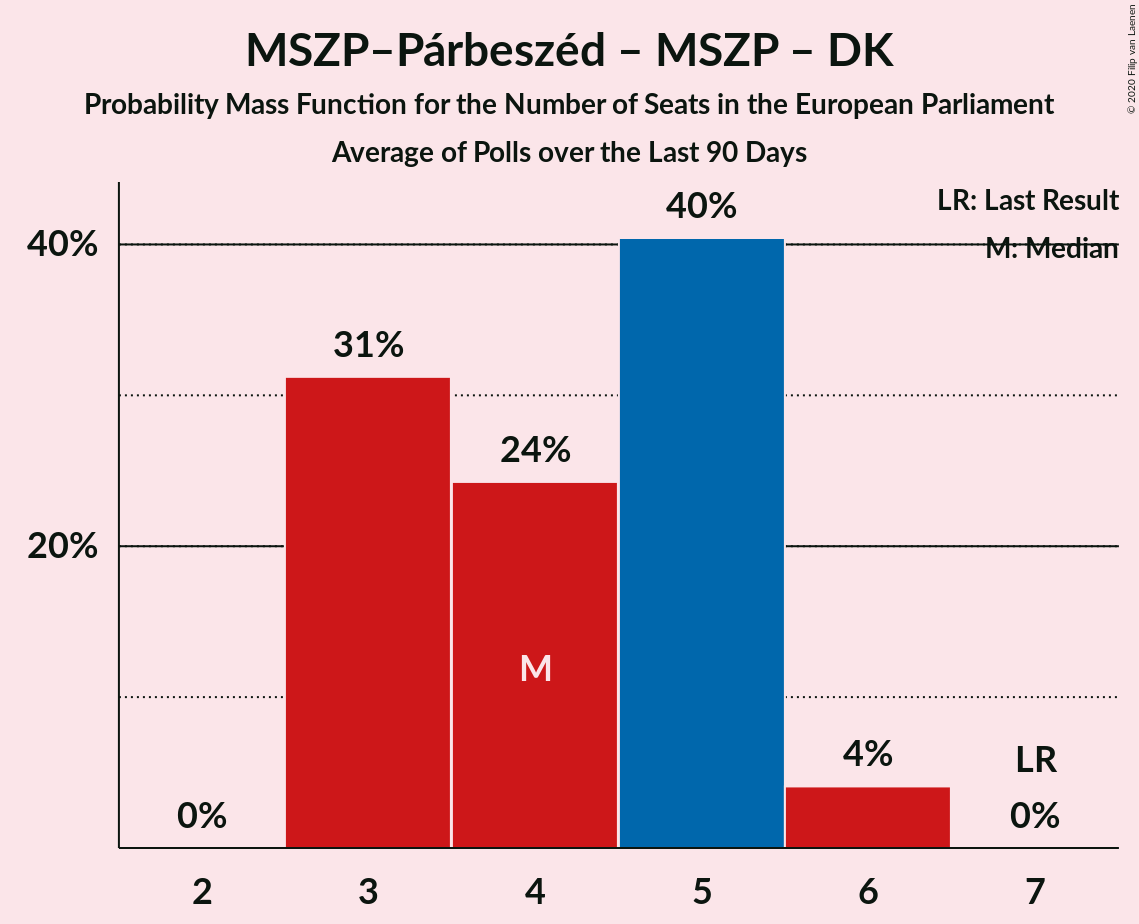 MSZP–Párbeszéd – MSZP – DK
Probability Mass Function for the Number of Seats in the European Parliament
Average of Polls over the Last 90 Days
© 2020 Filip van Laenen
LR: Last Result
M: Median
40%
20%
0%
31%
24%
40%
4%
0%
M
LR
2
3
4
5
6
7